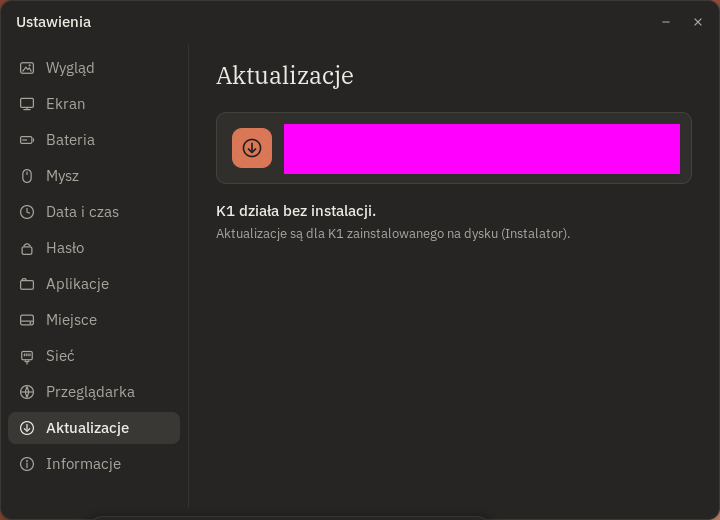 Ustawienia
Wygląd
Ekran
Bateria
Mysz
Data i czas
Hasło
Aplikacje
Miejsce
Sieć
Przeglądarka
Aktualizacje
Informacje
Aktualizacje
K1 działa bez instalacji.
Aktualizacje są dla K1 zainstalowanego na dysku (Instalator).